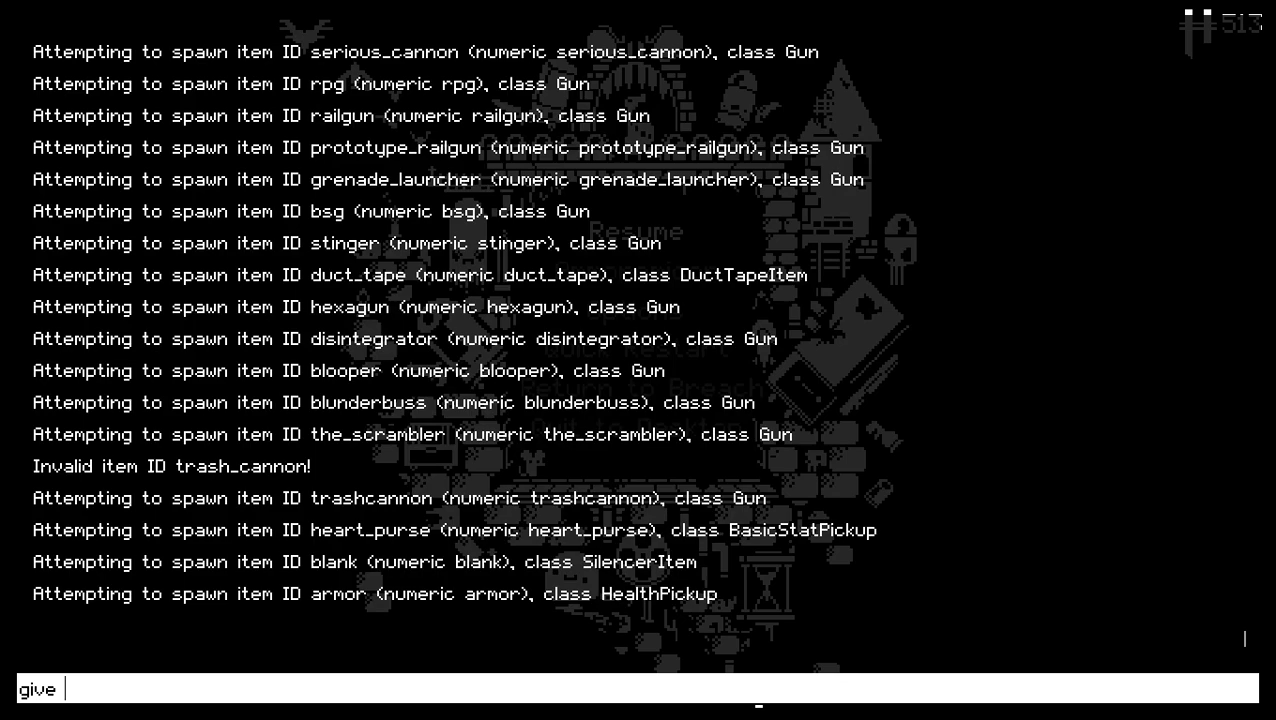 513
Attempting to spawn item ID serious_cannon (numeric serious_cannon), class Gun
Attempting to spawn item ID rpg (numeric rpg), class Gun
Attempting to spawn item ID railgun (numeric railgun), class Gun
Attempting to spawn item ID prototype_railgun (numeric prototype_railgun), class Gun
Attempting to spawn item ID grenade_launcher (numeric grenade_launcher), class Gun
Attempting to spawn item ID bsg (numeric bsg), class Gun
Resume
Attempting to spawn item ID stinger (numeric stinger), class Gun
Attempting to spawn item ID duct_tape (numeric duct_tape), class DuctTapeItem
Attempting to spawn item ID hexagun (numeric hexagun), class Gun
Attempting to spawn item ID disintegrator (numeric disintegrator), class Gun
Quick Restart
Attempting to spawn item ID blooper (numeric blooper), class Gun
Return to Breach
Attempting to spawn item ID blunderbuss (numeric blunderbuss), class Gun
Attempting to spawn item ID the_scrambler (numeric the_scrambler), class Gun
Invalid item ID trash_cannon!
Attempting to spawn item ID trashcannon (numeric trashcannon), class Gun
Attempting to spawn item ID heart_purse (numeric heart_purse), class BasicStatPickup
Attempting to spawn item ID blank (numeric blank), class SilencerItem
Attempting to spawn item ID armor (numeric armor), class HealthPickup
give